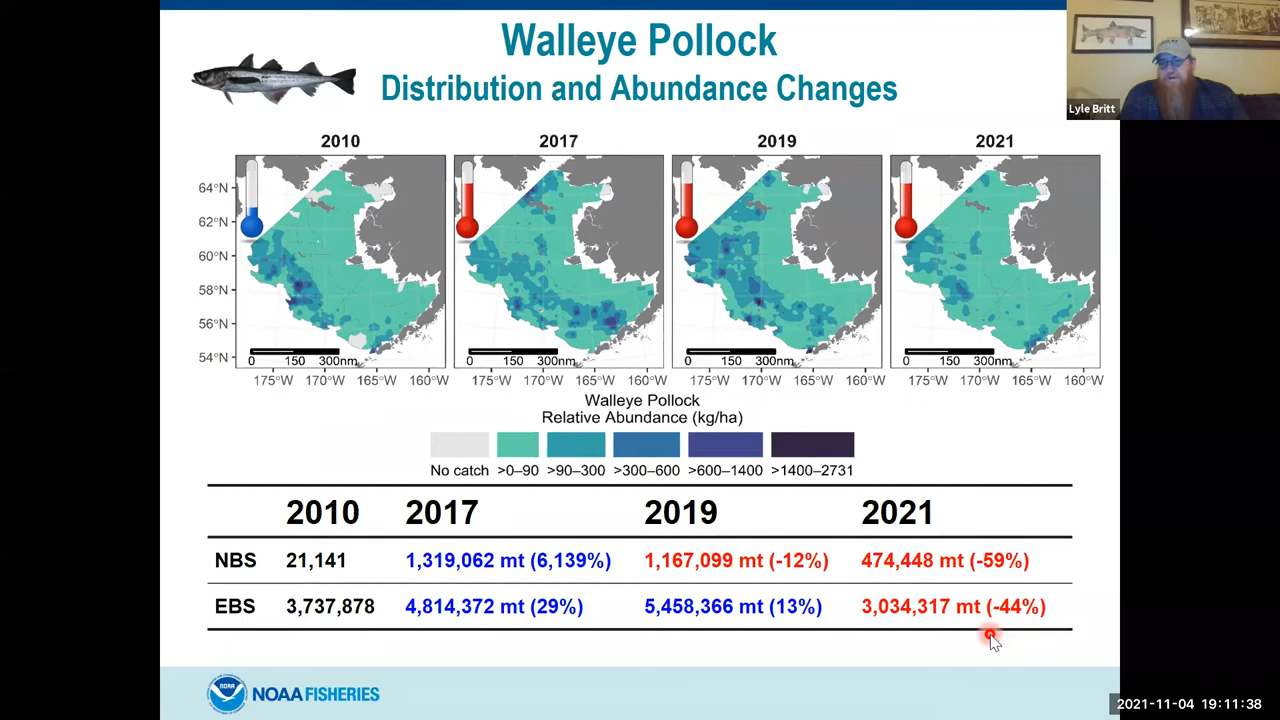 Walleye Pollock
Distribution and Abundance Changes
Lyle Britt
2010 2017 2019 2021
64°N
62°N
60°N
58°N
56°N
54°N
0 150 300nm 0 150 300nm 0 150 300nm 0 150 300nm
175°W 170°W 165°W 160°W 175°W 170°W 165°W 160°W 175°W 170°W 165°W 160°W 175°W 170°W 165°W 160°W
Walleye Pollock
Relative Abundance (kg/ha)
No catch >0–90 >90–300 >300–600 >600–1400 >1400–2731
2010 2017 2019 2021
NBS 21,141 1,319,062 mt (6,139%) 1,167,099 mt (-12%) 474,448 mt (-59%)
EBS 3,737,878 4,814,372 mt (29%) 5,458,366 mt (13%) 3,034,317 mt (-44%)
NOAA NOAA FISHERIES
2021-11-04 19:11:38